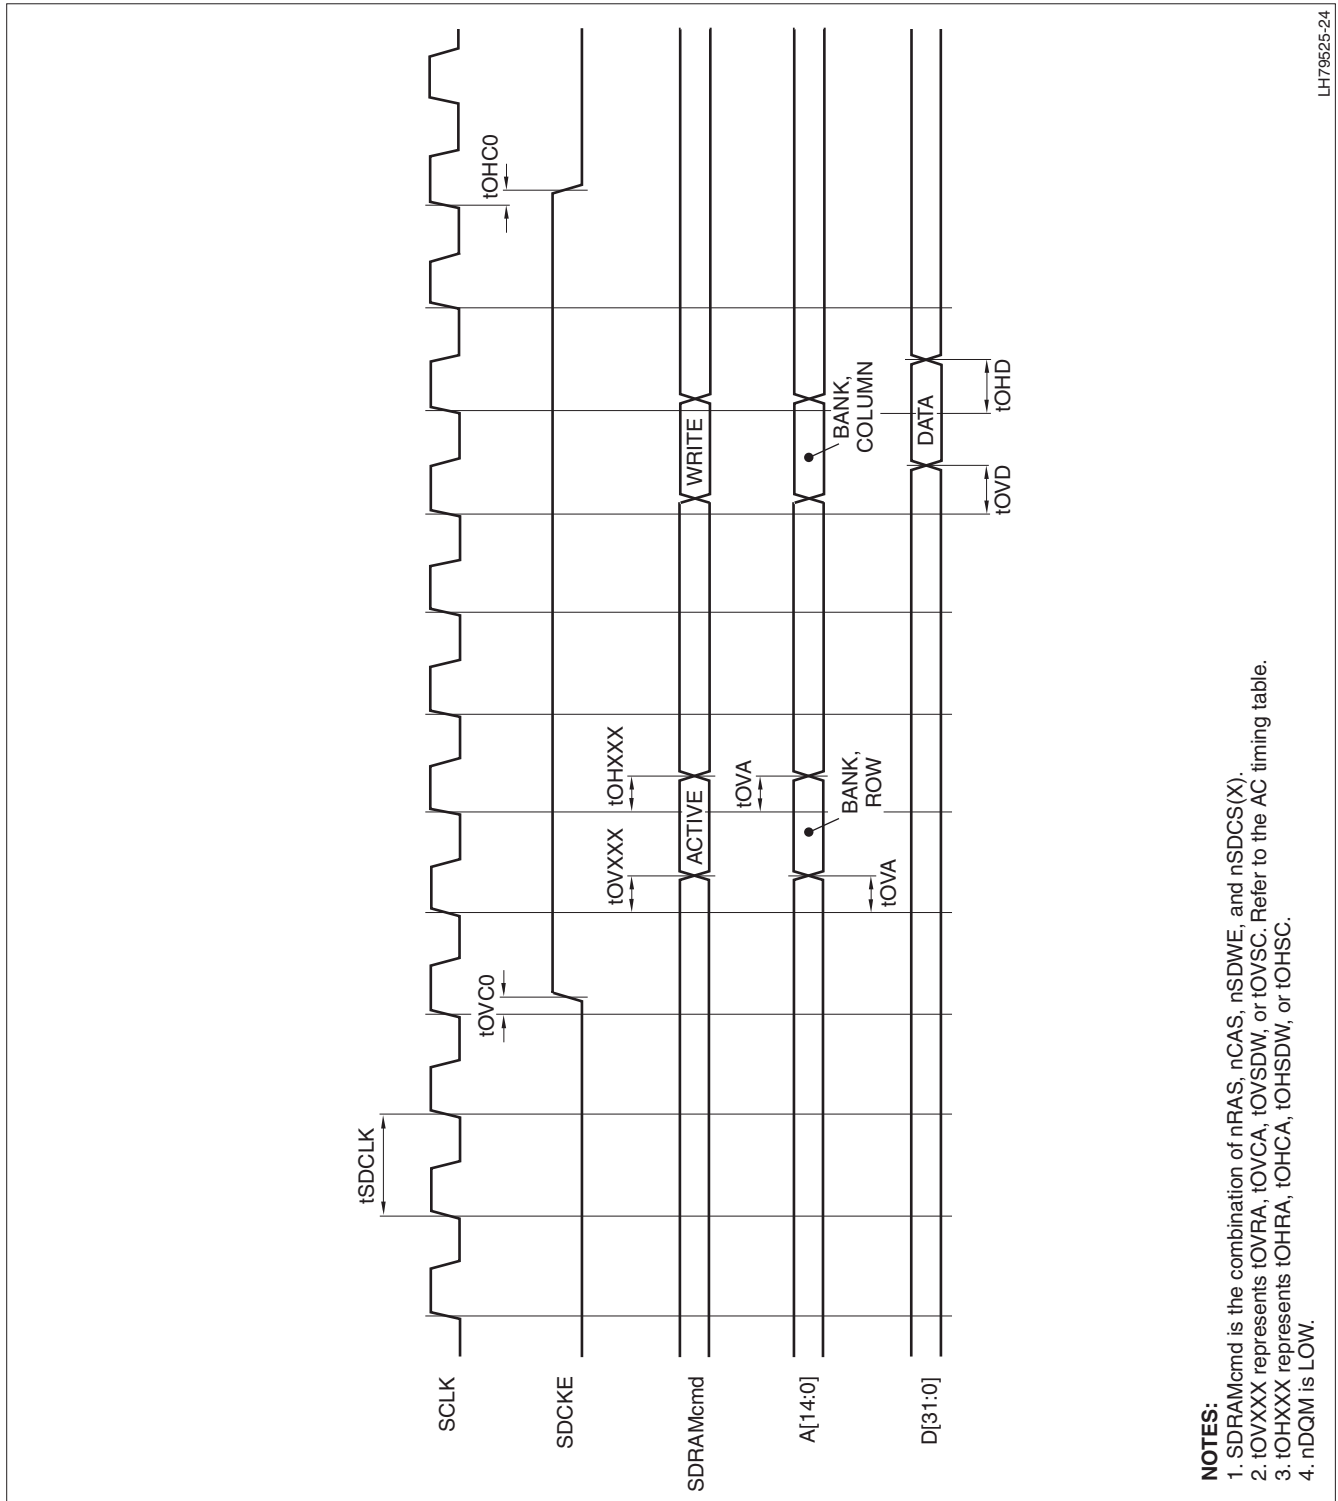 tSDCLK
SCLK
tOVC0
tOHC0
SDCKE
tOVXXX
tOHXXX
SDRAMcmd
ACTIVE
WRITE
tOVA
A[14:0]
BANK,
ROW
BANK,
COLUMN
tOVA
D[31:0]
DATA
tOVD
tOHD
NOTES:
1. SDRAMcmd is the combination of nRAS, nCAS, nSDWE, and nSDCS(X).
2. tOVXXX represents tOVRA, tOVCA, tOVSDW, or tOVSC. Refer to the AC timing table.
3. tOHXXX represents tOHRA, tOHCA, tOHSDW, or tOHSC.
4. nDQM is LOW.
LH79525-24